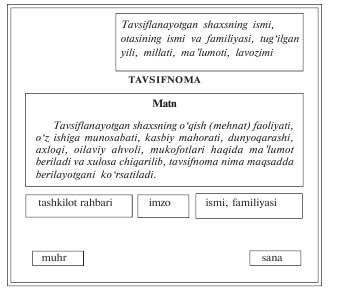 Tavsiflanayotgan shaxsning ismi,
otasining ismi va familiyasi, tug‘ilgan
yili, millati, ma’lumoti, lavozimi
TAVSIFNOMA
Matn
Tavsiflanayotgan shaxsning o‘qish (mehnat) faoliyati,
o‘z ishiga munosabati, kasbiy mahorati, dunyoqarashi,
axloqi, oilaviy ahvoli, mukofotlari haqida ma’lumot
beriladi va xulosa chiqarilib, tavsifnoma nima maqsadda
berilayotgani ko‘rsatiladi.
tashkilot rahbari imzo ismi, familiyasi
muhr sana